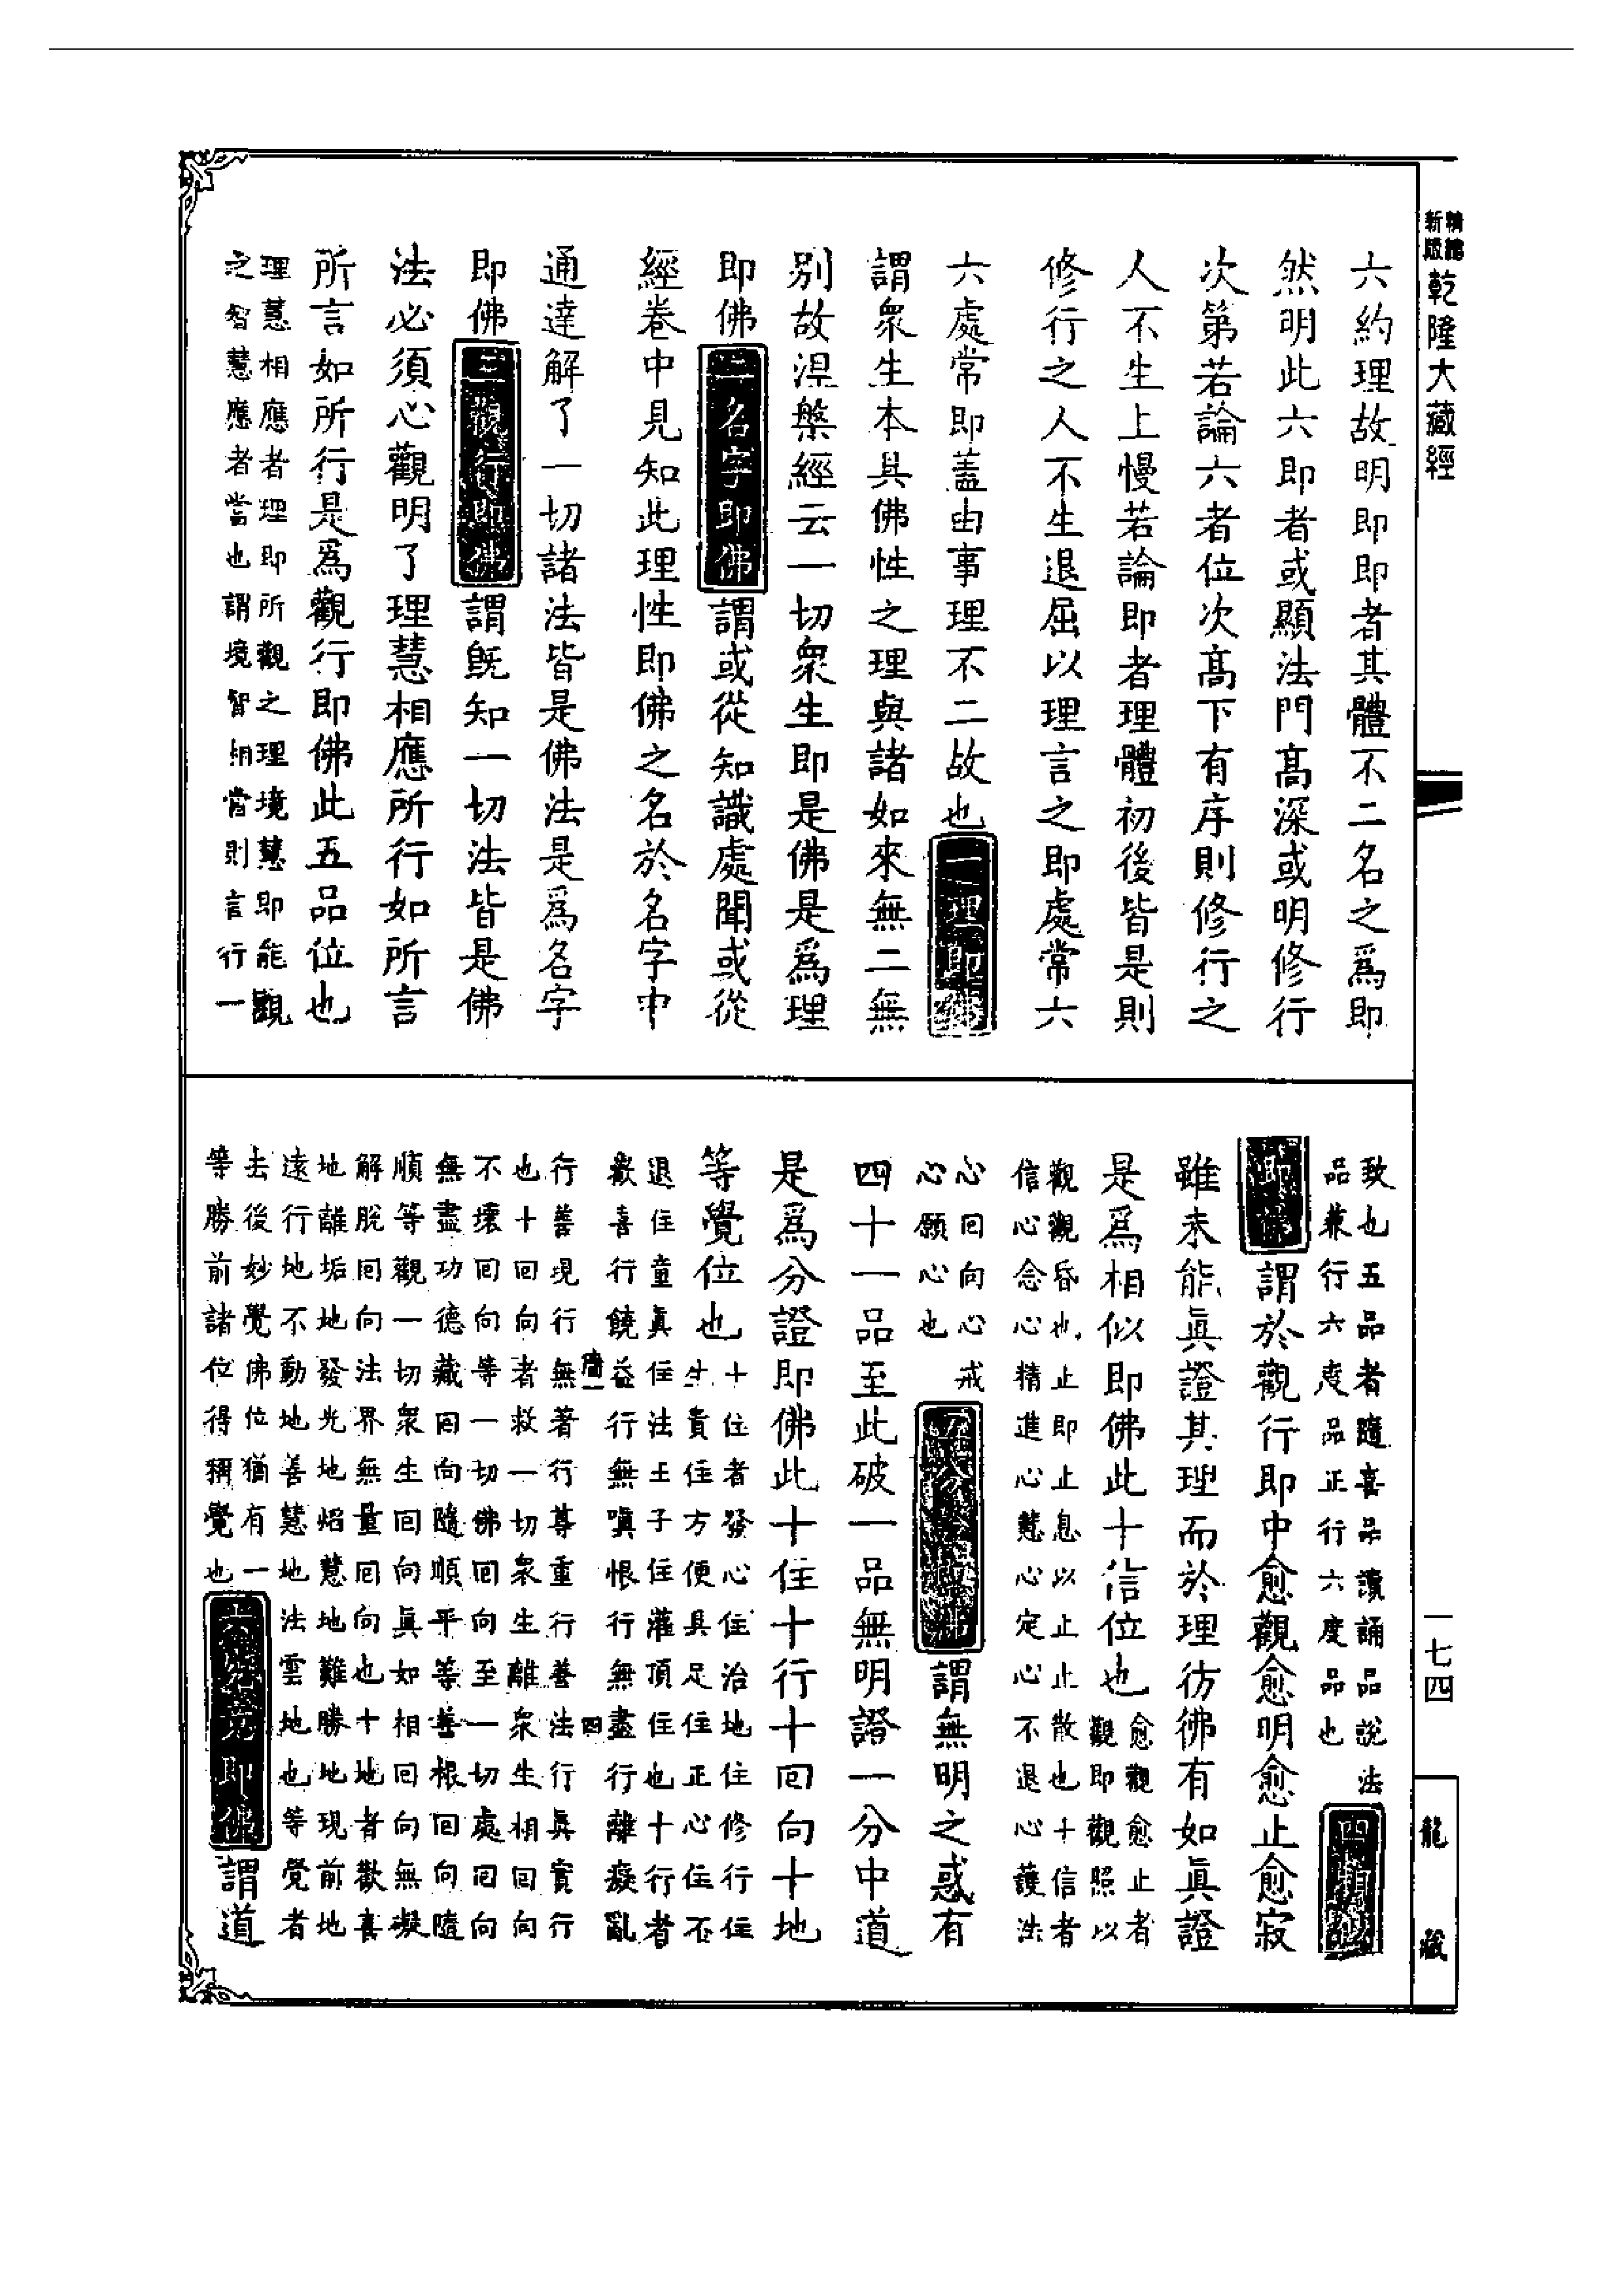 精編
新版
乾隆大藏經
六約理故明即即者其體不二名之爲即
然明此六即者或顯法門高深或明修行
次第若論六者位次高下有序則修行之
人不生上慢若論即者理體初後皆是則
修行之人不生退屈以理言之即處常六
六處常即蓋由事理不二故也一理即佛
謂衆生本具佛性之理與諸如來無二無
別故涅槃經云一切衆生即是佛是爲理
即佛二名字即佛謂或從知識處聞或從
經卷中見知此理性即佛之名於名字中
通達解了一切諸法皆是佛法是爲名字
即佛三觀行即佛謂旣知一切法皆是佛
法必須心觀明了理慧相應所行如所言
所言如所行是爲觀行即佛此五品位也
理慧相應者理即所觀之理境慧即能觀
之智慧應者當也謂境智相當則言行一
致也五品者隨喜品讀誦品說法
品兼行六度品正行六度品也
四相似
即佛謂於觀行即中愈觀愈明愈止愈寂
雖未能眞證其理而於理彷彿有如眞證
是爲相似即佛此十信位也
愈觀愈止者
觀即觀照以
觀觀昏也止即止息以止止散也十信者
信心念心精進心慧心定心不退心護法
心回向心戒
心願心也
五分證即佛謂無明之惑有
四十一品至此破一品無明證一分中道
是爲分證即佛此十住十行十回向十地
等覺位也
十住者發心住治地住修行住
生貴住方便具足住正心住不
退住童眞住法王子住灌頂住也十行者
歡喜行饒益行無嗔恨行無盡行離癡亂
行善現行無著行尊重行善法行眞實行
也十回向者救一切衆生離衆生相回向
不壞回向等一切佛回向至一切處回向
無盡功德藏回向隨順平等善根回向隨
順等觀一切衆生回向眞如相回向無礙
解脫回向法界無量回向也十地者歡喜
地離垢地發光地焰慧地難勝地現前地
遠行地不動地善慧地法雲地也等覺者
去後妙覺佛位猶有一
等勝前諸位得稱覺也
六究竟即佛謂道
一七四
龍藏